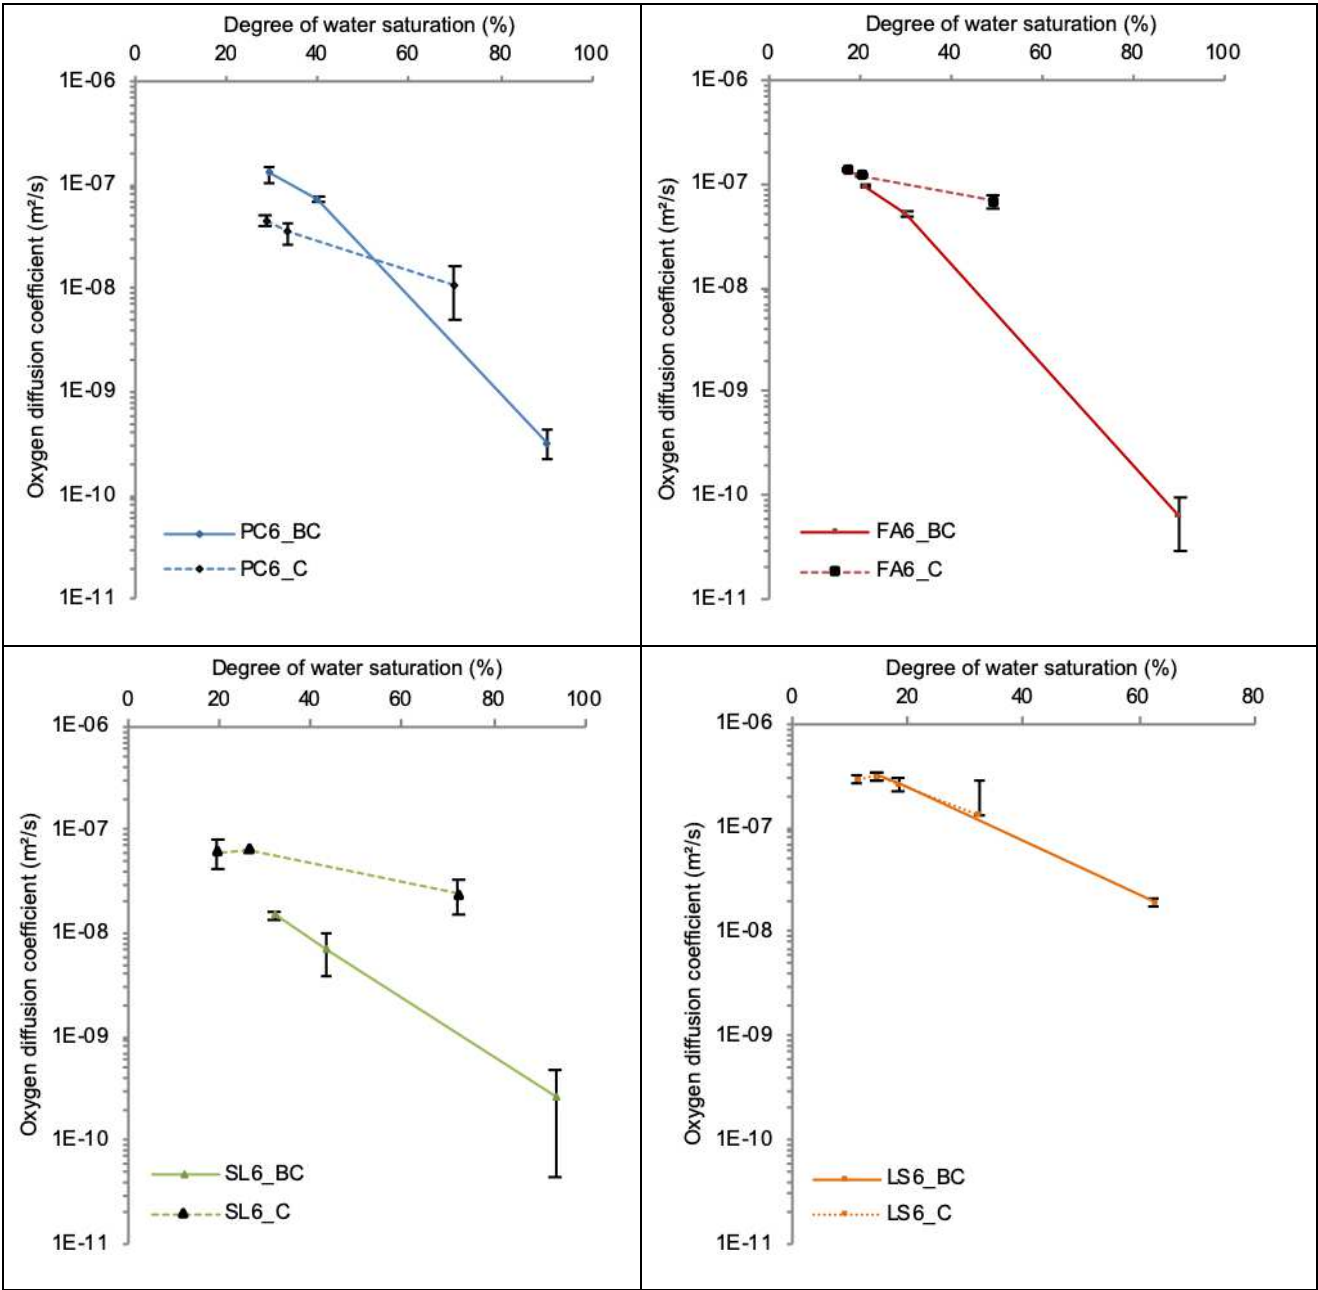 Degree of water saturation (%)
0 20 40 60 80 100
1E-06
1E-07
1E-08
1E-09
1E-10
1E-11
Oxygen diffusion coefficient (m²/s)
PC6_BC
PC6_C
Degree of water saturation (%)
0 20 40 60 80 100
1E-06
1E-07
1E-08
1E-09
1E-10
1E-11
Oxygen diffusion coefficient (m²/s)
FA6_BC
FA6_C
Degree of water saturation (%)
0 20 40 60 80 100
1E-06
1E-07
1E-08
1E-09
1E-10
1E-11
Oxygen diffusion coefficient (m²/s)
SL6_BC
SL6_C
Degree of water saturation (%)
0 20 40 60 80
1E-06
1E-07
1E-08
1E-09
1E-10
1E-11
Oxygen diffusion coefficient (m²/s)
LS6_BC
LS6_C